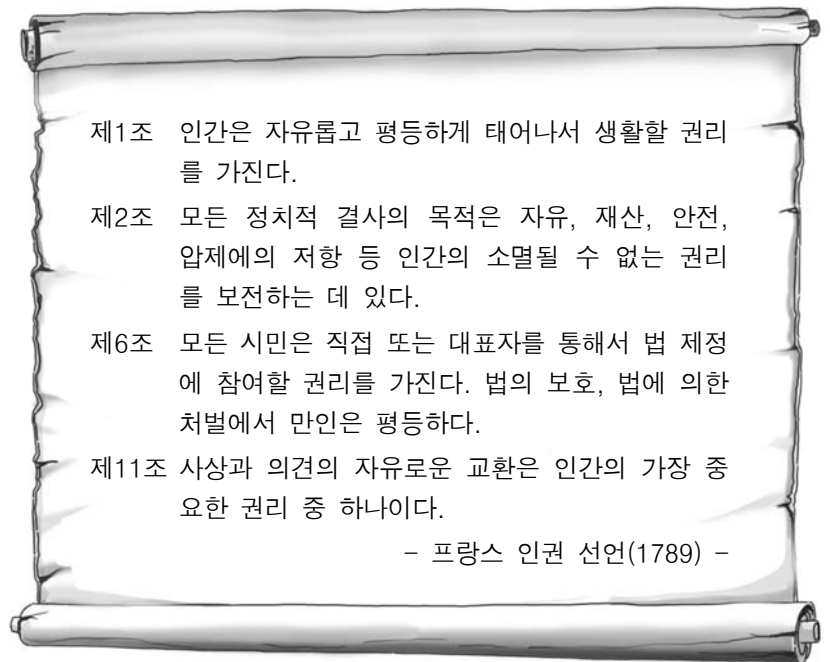 제1조 인간은 자유롭고 평등하게 태어나서 생활할 권리
를 가진다.
제2조 모든 정치적 결사의 목적은 자유, 재산, 안전,
압제에의 저항 등 인간의 소멸될 수 없는 권리
를 보전하는 데 있다.
제6조 모든 시민은 직접 또는 대표자를 통해서 법 제정
에 참여할 권리를 가진다. 법의 보호, 법에 의한
처벌에서 만인은 평등하다.
제11조 사상과 의견의 자유로운 교환은 인간의 가장 중
요한 권리 중 하나이다.
- 프랑스 인권 선언(1789) -